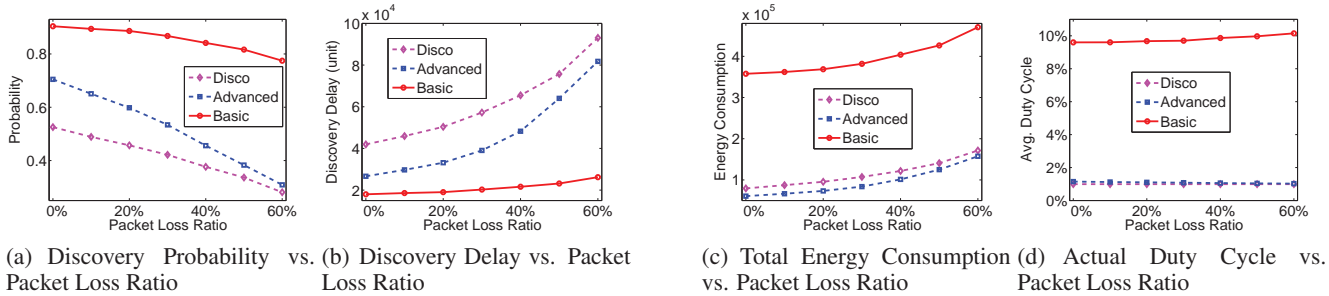 0.8
0.6
0.4
0% 20% 40% 60%
Probability
Packet Loss Ratio
Disco
Advanced
Basic
10 x 10⁴
8
6
4
2
0% 20% 40% 60%
Discovery Delay (unit)
Packet Loss Ratio
Disco
Advanced
Basic
x 10⁵
4
3
2
1
0% 20% 40% 60%
Energy Consumption
Packet Loss Ratio
Disco
Advanced
Basic
10%
8%
6%
4%
2%
0%
0% 20% 40% 60%
Avg. Duty Cycle
Packet Loss Ratio
Disco
Advanced
Basic
(a) Discovery Probability vs.
Packet Loss Ratio
(b) Discovery Delay vs. Packet
Loss Ratio
(c) Total Energy Consumption
vs. Packet Loss Ratio
(d) Actual Duty Cycle vs.
Packet Loss Ratio